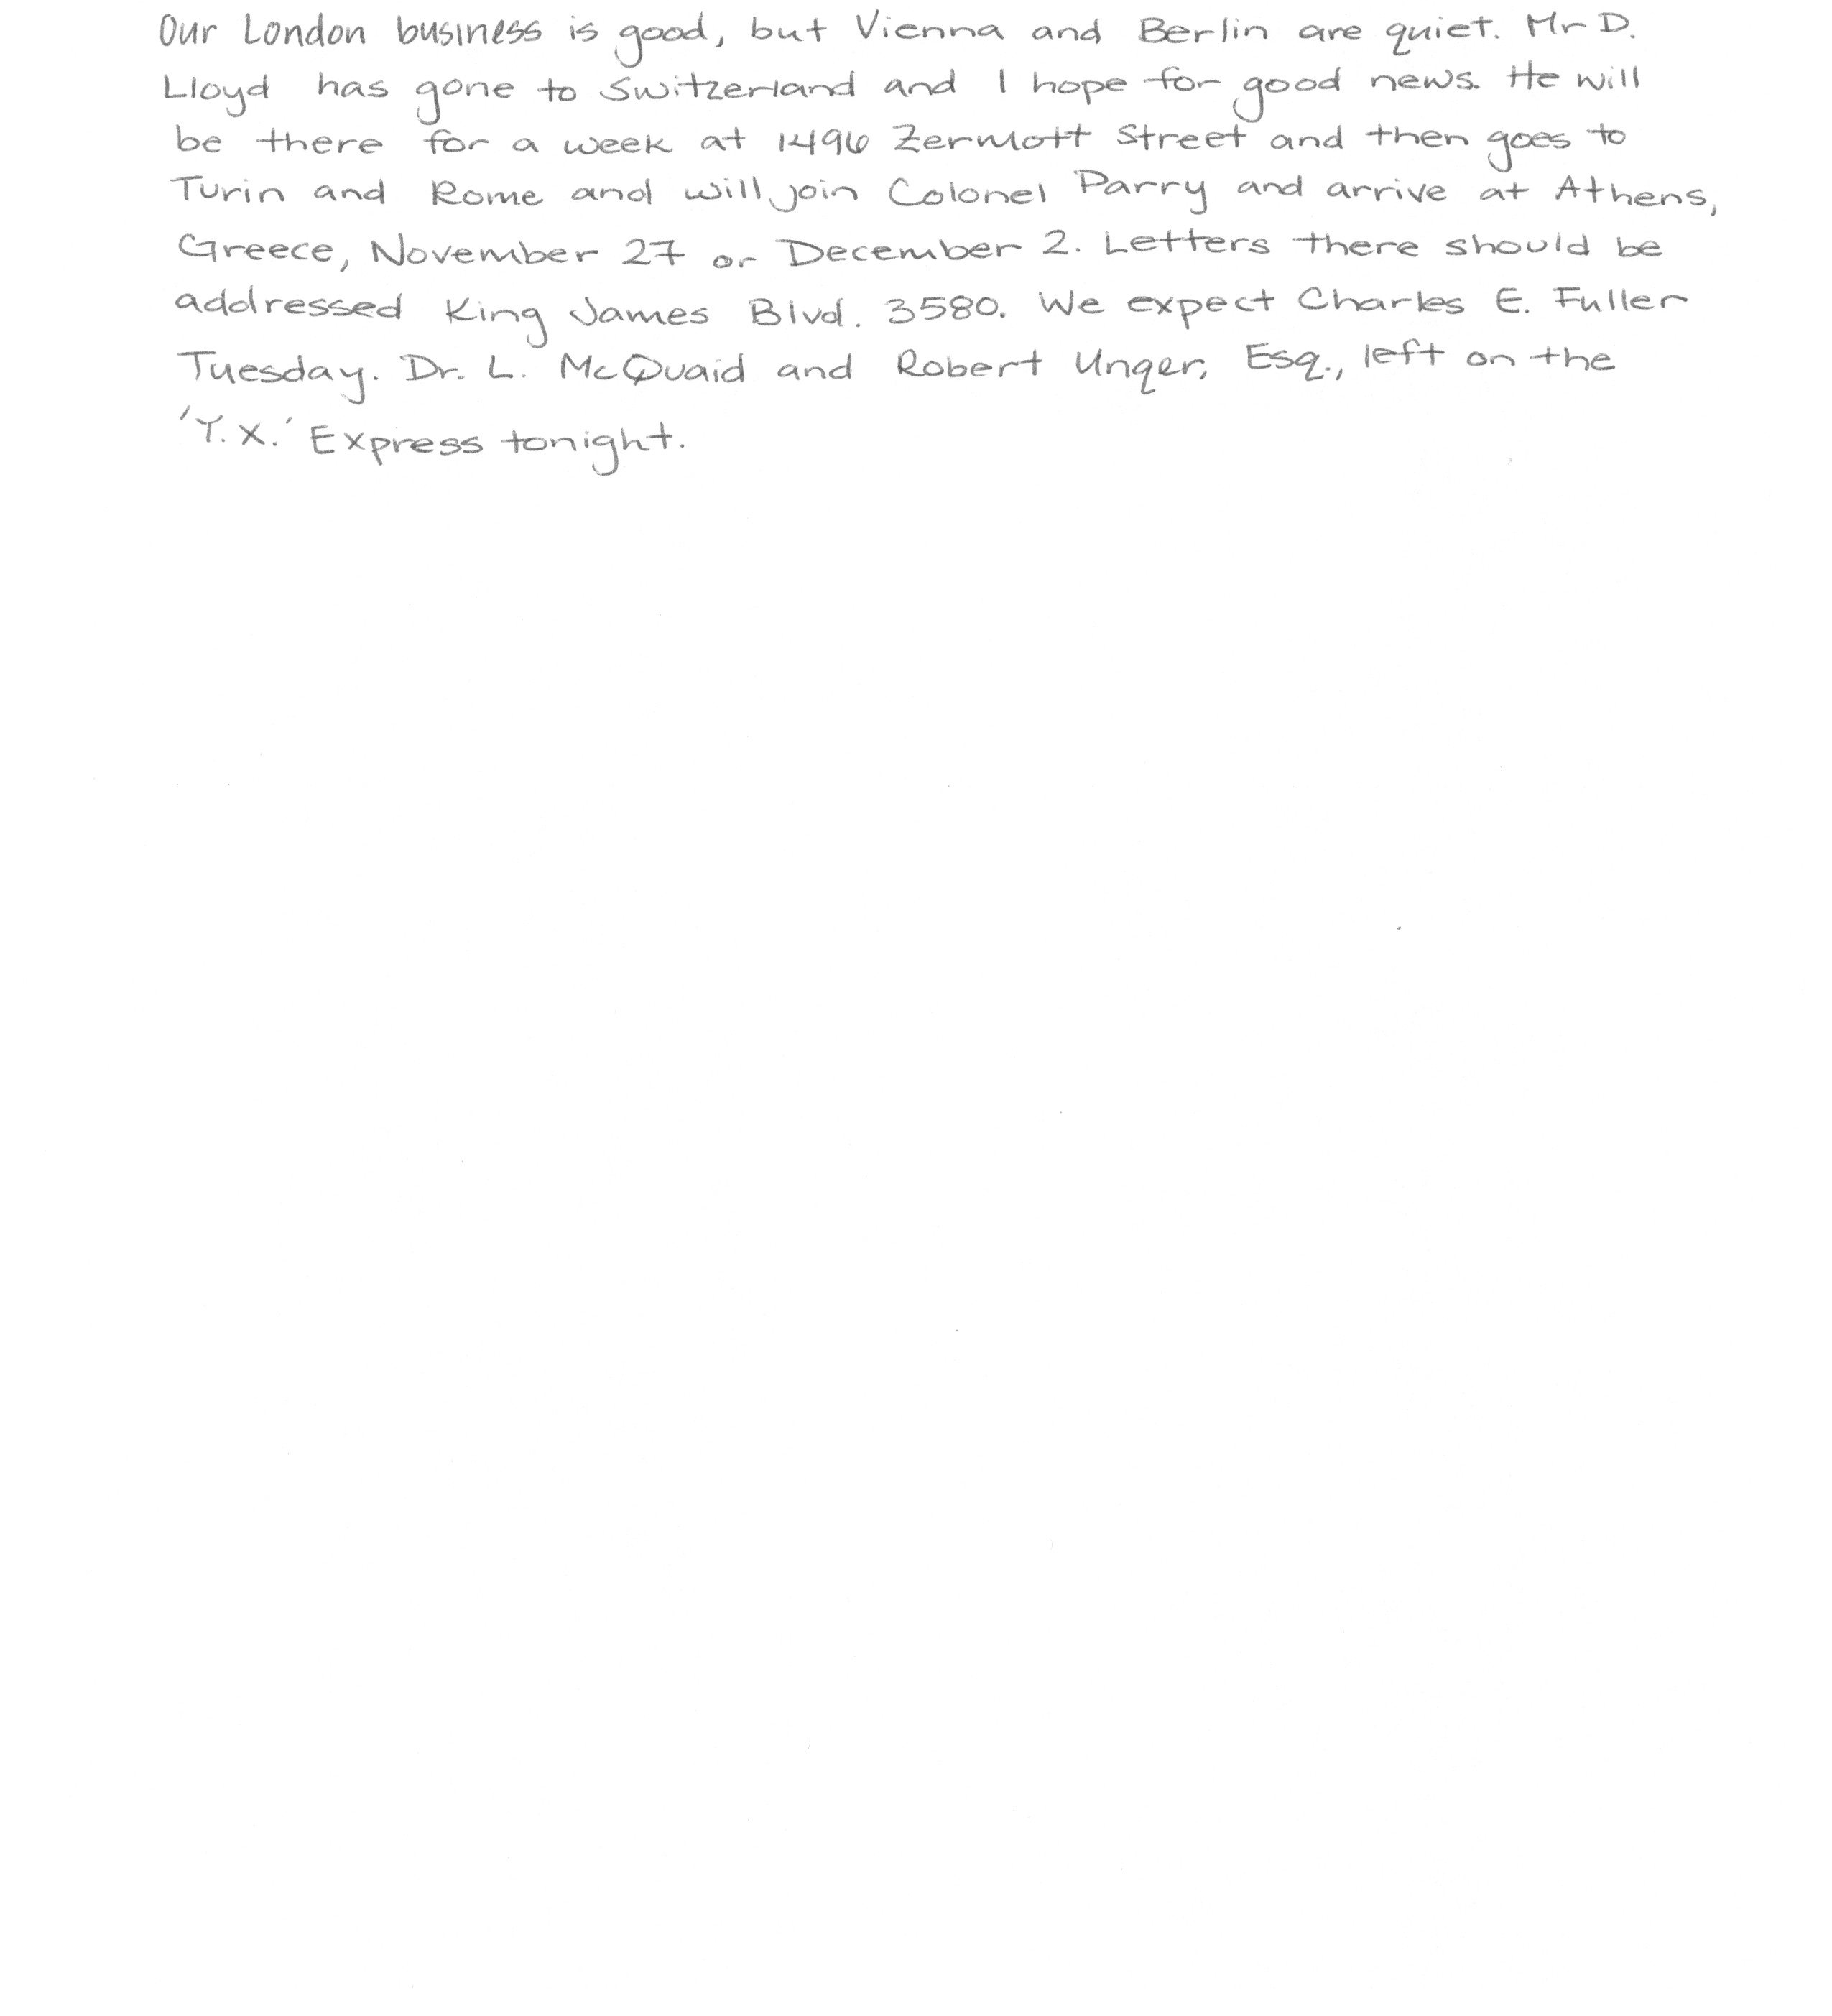 Our London business is good, but Vienna and Berlin are quiet. Mr D.
Lloyd has gone to Switzerland and I hope for good news. He will
be there for a week at 1496 Zermott Street and then goes to
Turin and Rome and will join Colonel Parry and arrive at Athens,
Greece, November 27 or December 2. Letters there should be
addressed King James Blvd. 3580. We expect Charles E. Fuller
Tuesday. Dr. L. McQuaid and Robert Unger, Esq., left on the
'Y.X.' Express tonight.